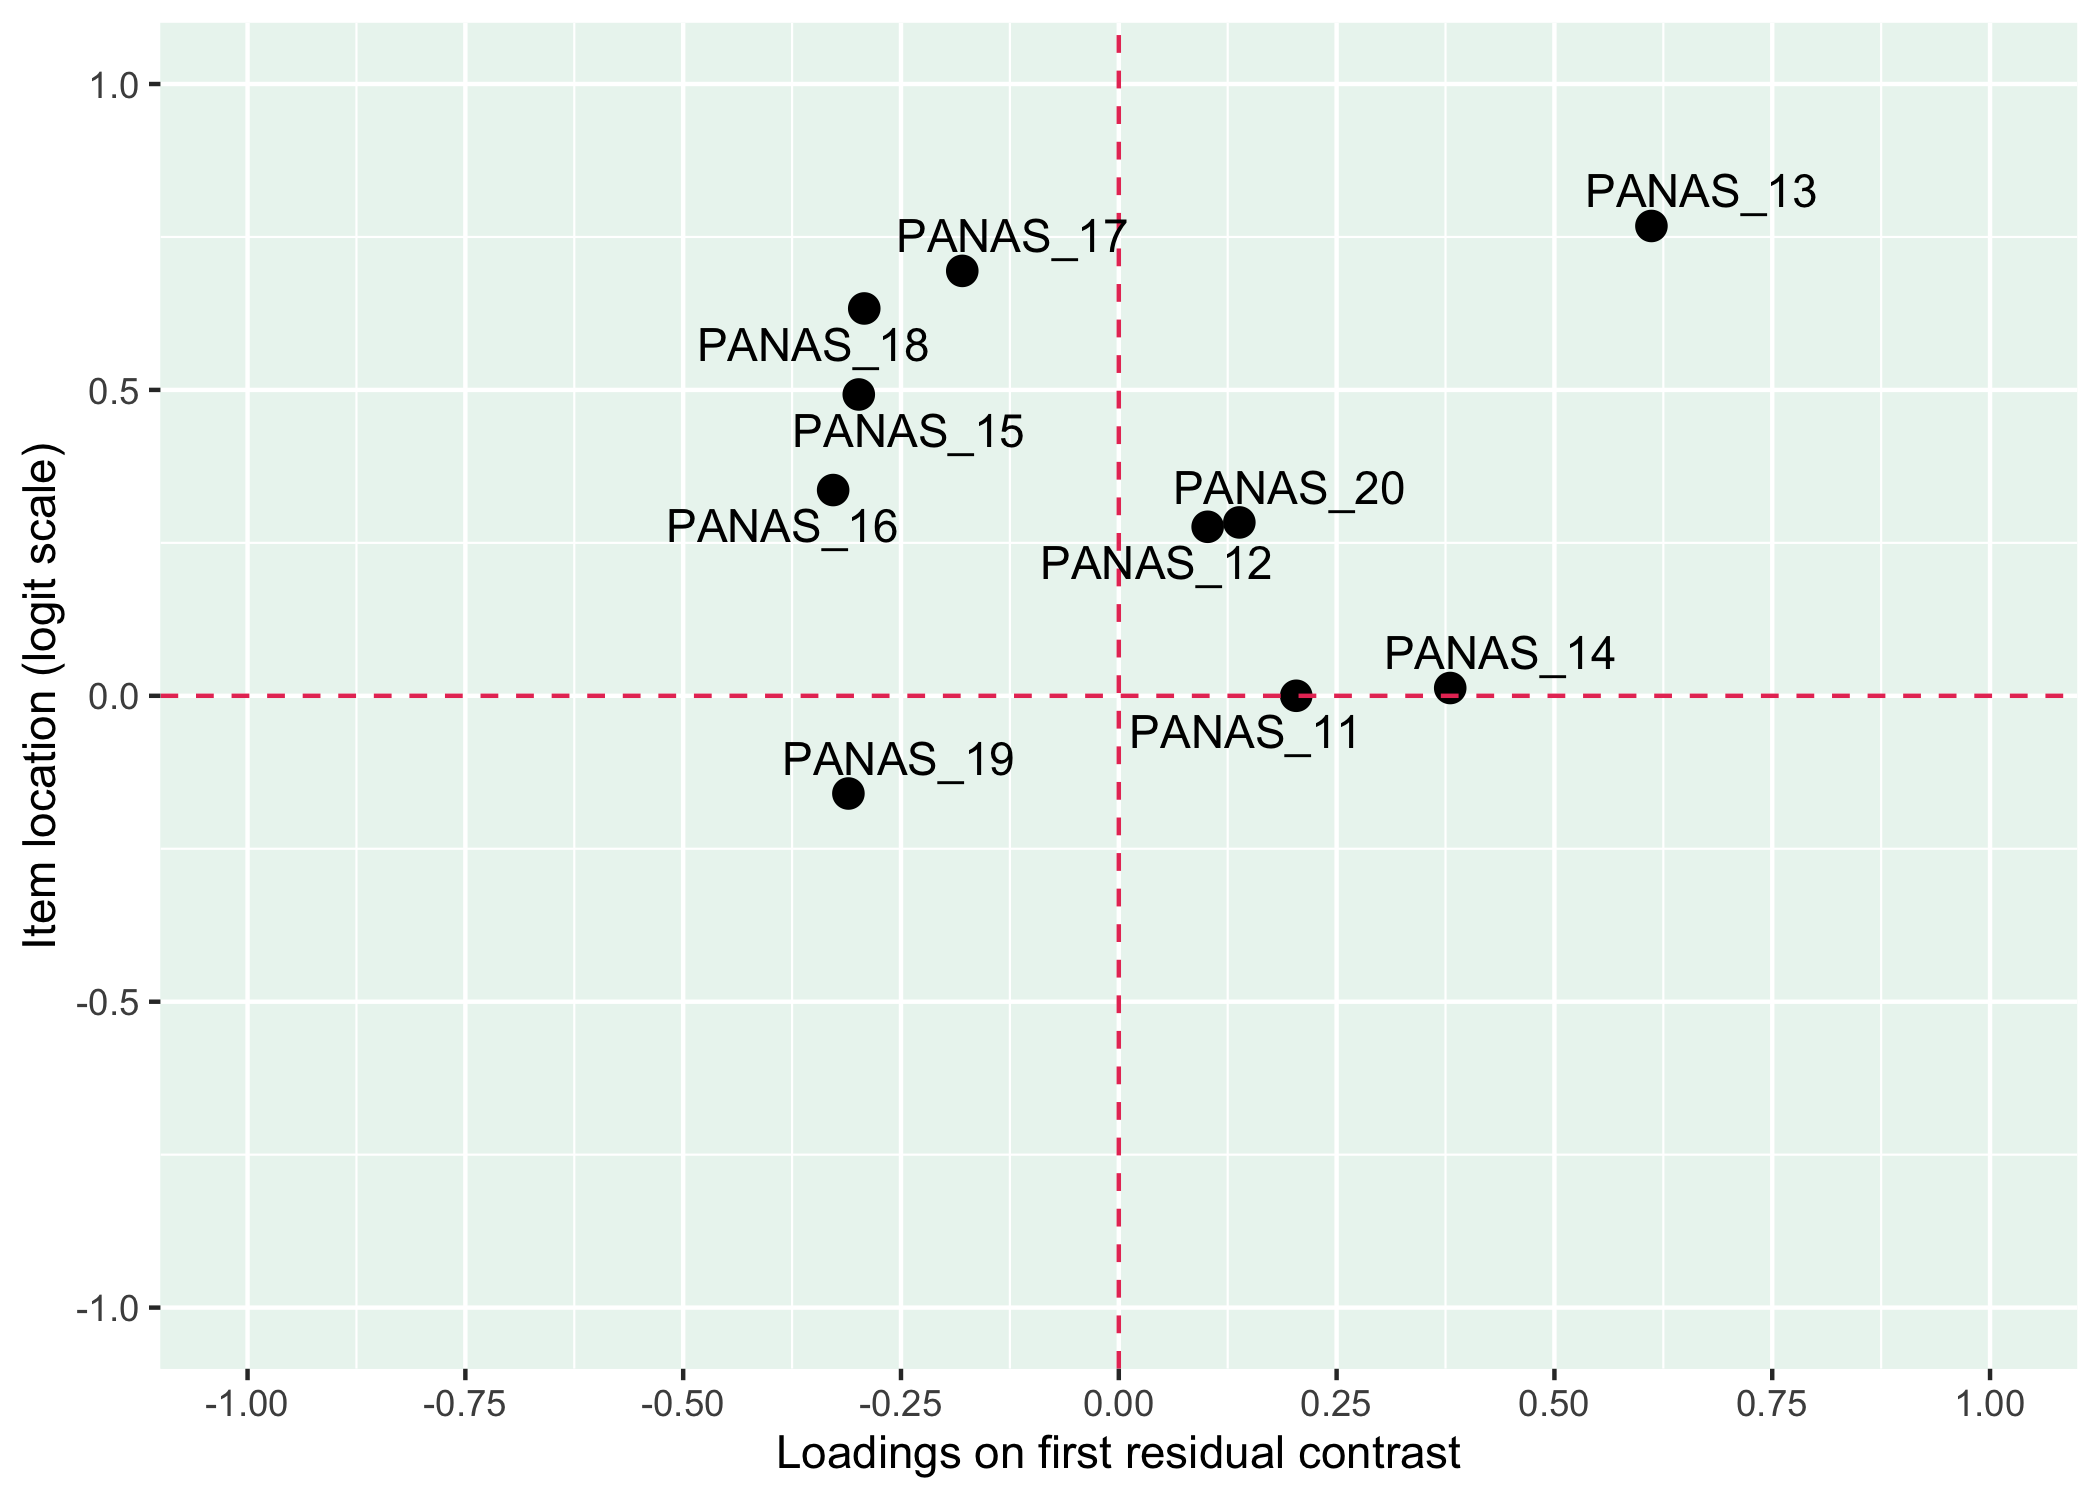 Item location (logit scale)
1.0
0.5
0.0
-0.5
-1.0
PANAS_13
PANAS_17
PANAS_18
PANAS_15
PANAS_20
PANAS_16
PANAS_12
PANAS_14
PANAS_11
PANAS_19
-1.00 -0.75 -0.50 -0.25 0.00 0.25 0.50 0.75 1.00
Loadings on first residual contrast